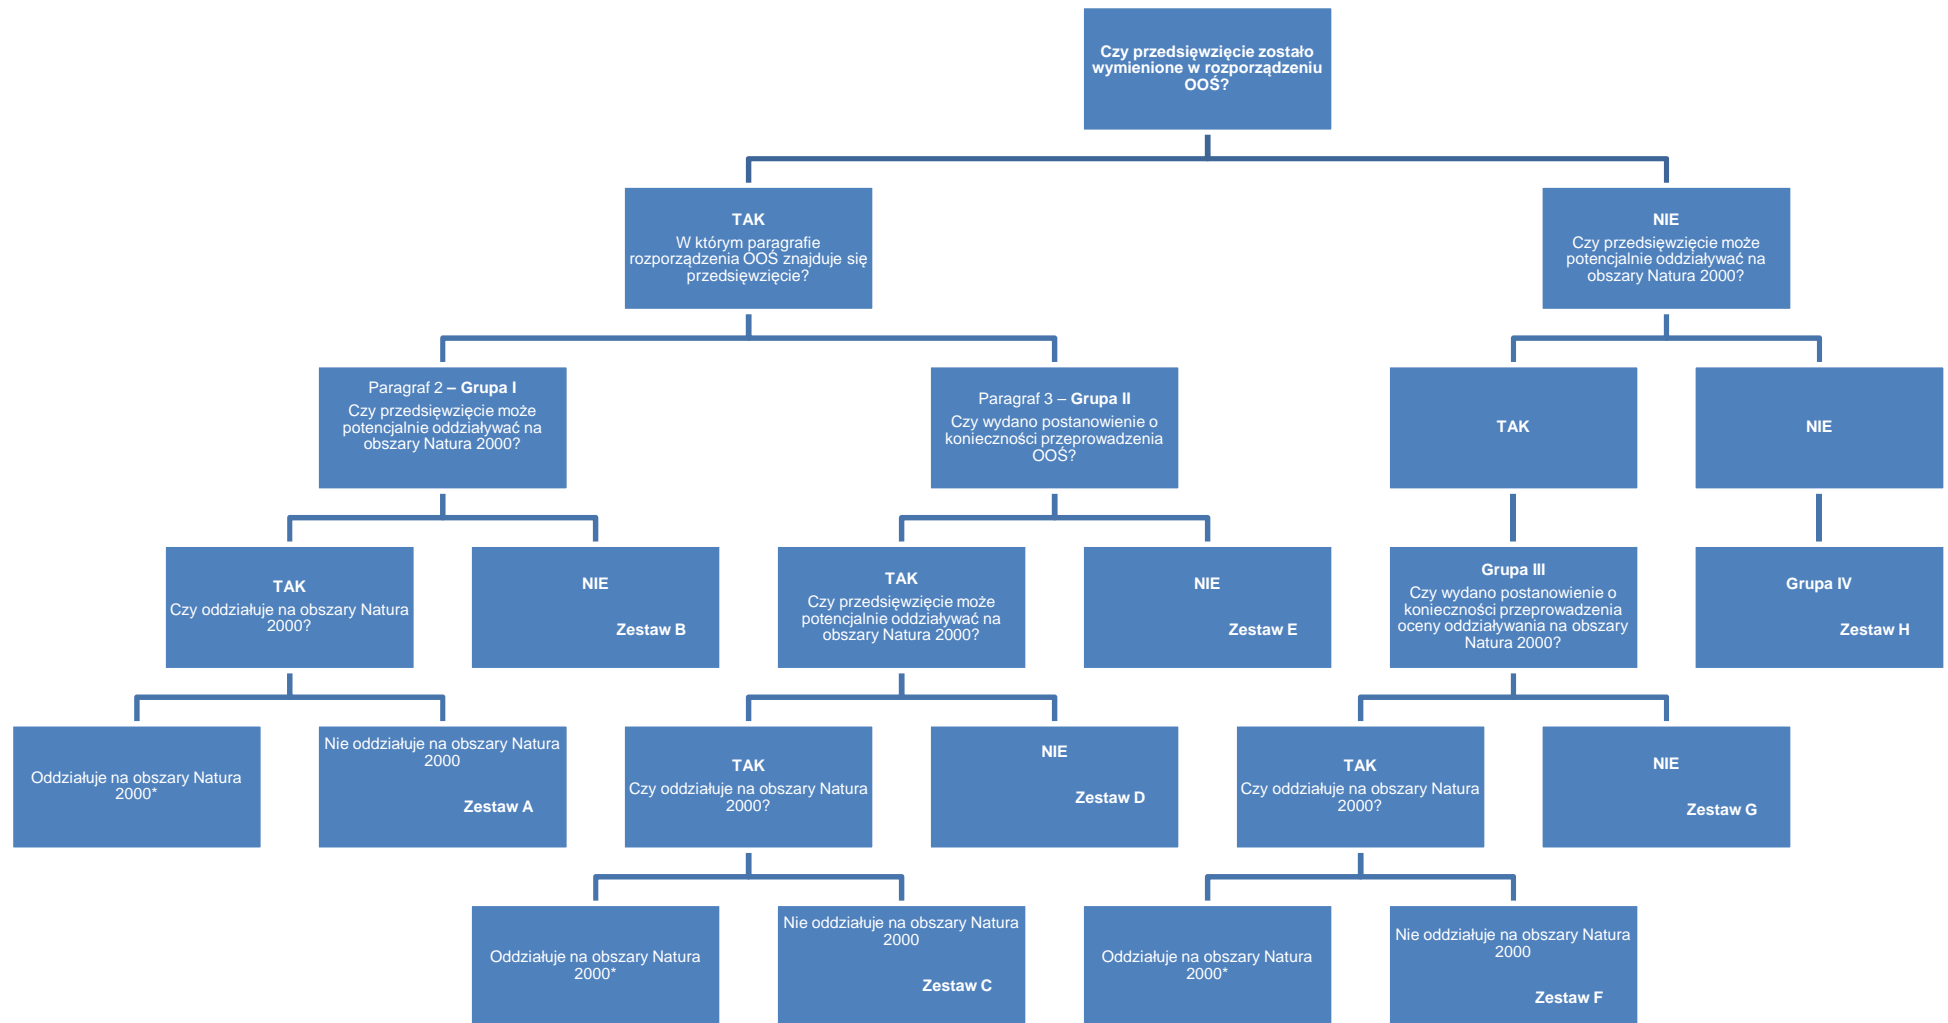 Czy przedsięwzięcie zostało
wymienione w rozporządzeniu
OOŚ?
TAK
W którym paragrafie
rozporządzenia OOŚ znajduje się
przedsięwzięcie?
NIE
Czy przedsięwzięcie może
potencjalnie oddziaływać na
obszary Natura 2000?
Paragraf 2 – Grupa I
Czy przedsięwzięcie może
potencjalnie oddziaływać na
obszary Natura 2000?
Paragraf 3 – Grupa II
Czy wydano postanowienie o
konieczności przeprowadzenia
OOŚ?
TAK
NIE
TAK
Czy oddziałuje na obszary Natura
2000?
NIE
Zestaw B
TAK
Czy przedsięwzięcie może
potencjalnie oddziaływać na
obszary Natura 2000?
NIE
Zestaw E
Grupa III
Czy wydano postanowienie o
konieczności przeprowadzenia
oceny oddziaływania na obszary
Natura 2000?
Grupa IV
Zestaw H
Oddziałuje na obszary Natura
2000*
Nie oddziałuje na obszary Natura
2000
Zestaw A
TAK
Czy oddziałuje na obszary Natura
2000?
NIE
Zestaw D
TAK
Czy oddziałuje na obszary Natura
2000?
NIE
Zestaw G
Oddziałuje na obszary Natura
2000*
Nie oddziałuje na obszary Natura
2000
Zestaw C
Oddziałuje na obszary Natura
2000*
Nie oddziałuje na obszary Natura
2000
Zestaw F